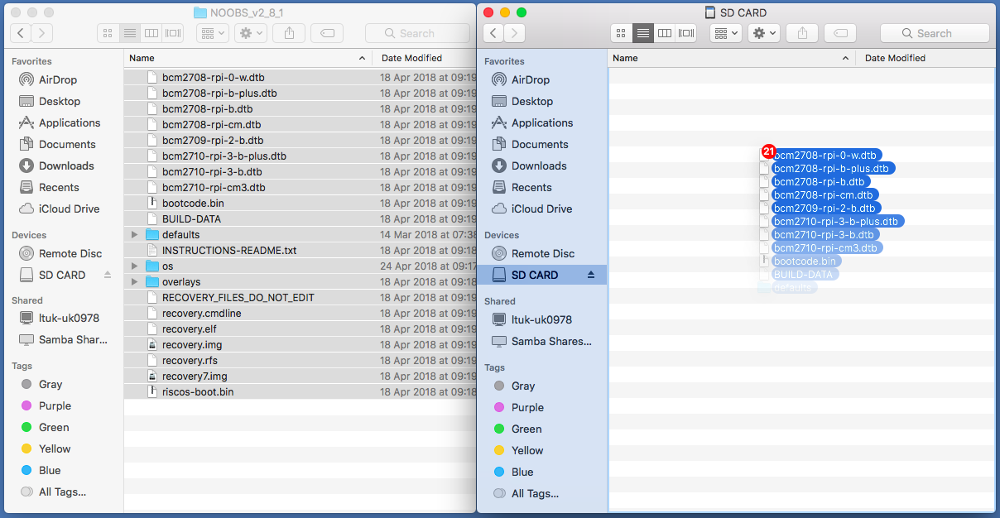 NOOBS_v2_8_1
Search
Favorites
AirDrop
Desktop
Applications
Documents
Downloads
Recents
iCloud Drive
Devices
Remote Disc
SD CARD
Shared
ltuk-uk0978
Samba Shar...
Tags
Gray
Purple
Green
Yellow
Blue
All Tags...
Name Date Modified
bcm2708-rpi-0-w.dtb 18 Apr 2018 at 09:19
bcm2708-rpi-b-plus.dtb 18 Apr 2018 at 09:19
bcm2708-rpi-b.dtb 18 Apr 2018 at 09:19
bcm2708-rpi-cm.dtb 18 Apr 2018 at 09:19
bcm2709-rpi-2-b.dtb 18 Apr 2018 at 09:19
bcm2710-rpi-3-b-plus.dtb 18 Apr 2018 at 09:19
bcm2710-rpi-3-b.dtb 18 Apr 2018 at 09:19
bcm2710-rpi-cm3.dtb 18 Apr 2018 at 09:19
bootcode.bin 18 Apr 2018 at 09:19
BUILD-DATA 18 Apr 2018 at 09:19
defaults 14 Mar 2018 at 07:38
INSTRUCTIONS-README.txt 18 Apr 2018 at 09:18
os 24 Apr 2018 at 09:17
overlays 18 Apr 2018 at 09:19
RECOVERY_FILES_DO_NOT_EDIT 18 Apr 2018 at 09:19
recovery.cmdline 18 Apr 2018 at 09:19
recovery.elf 18 Apr 2018 at 09:19
recovery.img 18 Apr 2018 at 09:19
recovery.rfs 18 Apr 2018 at 09:19
recovery7.img 18 Apr 2018 at 09:19
riscos-boot.bin 18 Apr 2018 at 09:18
SD CARD
Search
Favorites
AirDrop
Desktop
Applications
Documents
Downloads
Recents
iCloud Drive
Devices
Remote Disc
SD CARD
Shared
ltuk-uk0978
Samba Shares...
Tags
Gray
Purple
Green
Yellow
Blue
All Tags...
Name Date Modified
21
bcm2708-rpi-0-w.dtb
bcm2708-rpi-b-plus.dtb
bcm2708-rpi-b.dtb
bcm2708-rpi-cm.dtb
bcm2709-rpi-2-b.dtb
bcm2710-rpi-3-b-plus.dtb
bcm2710-rpi-3-b.dtb
bcm2710-rpi-cm3.dtb
bootcode.bin
BUILD-DATA
defaults